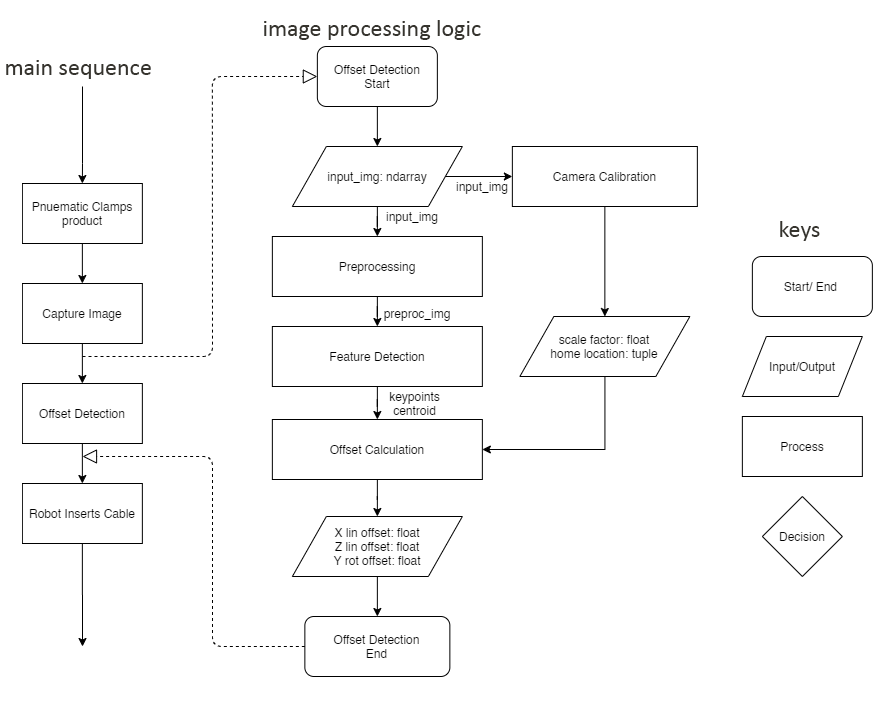 image processing logic
main sequence
Offset Detection
Start
input_img: ndarray
input_img
Camera Calibration
input_img
Pnuematic Clamps
product
Preprocessing
keys
Start/ End
Capture Image
preproc_img
scale factor: float
home location: tuple
Feature Detection
Input/Output
keypoints
centroid
Offset Detection
Offset Calculation
Process
Robot Inserts Cable
X lin offset: float
Z lin offset: float
Y rot offset: float
Decision
Offset Detection
End